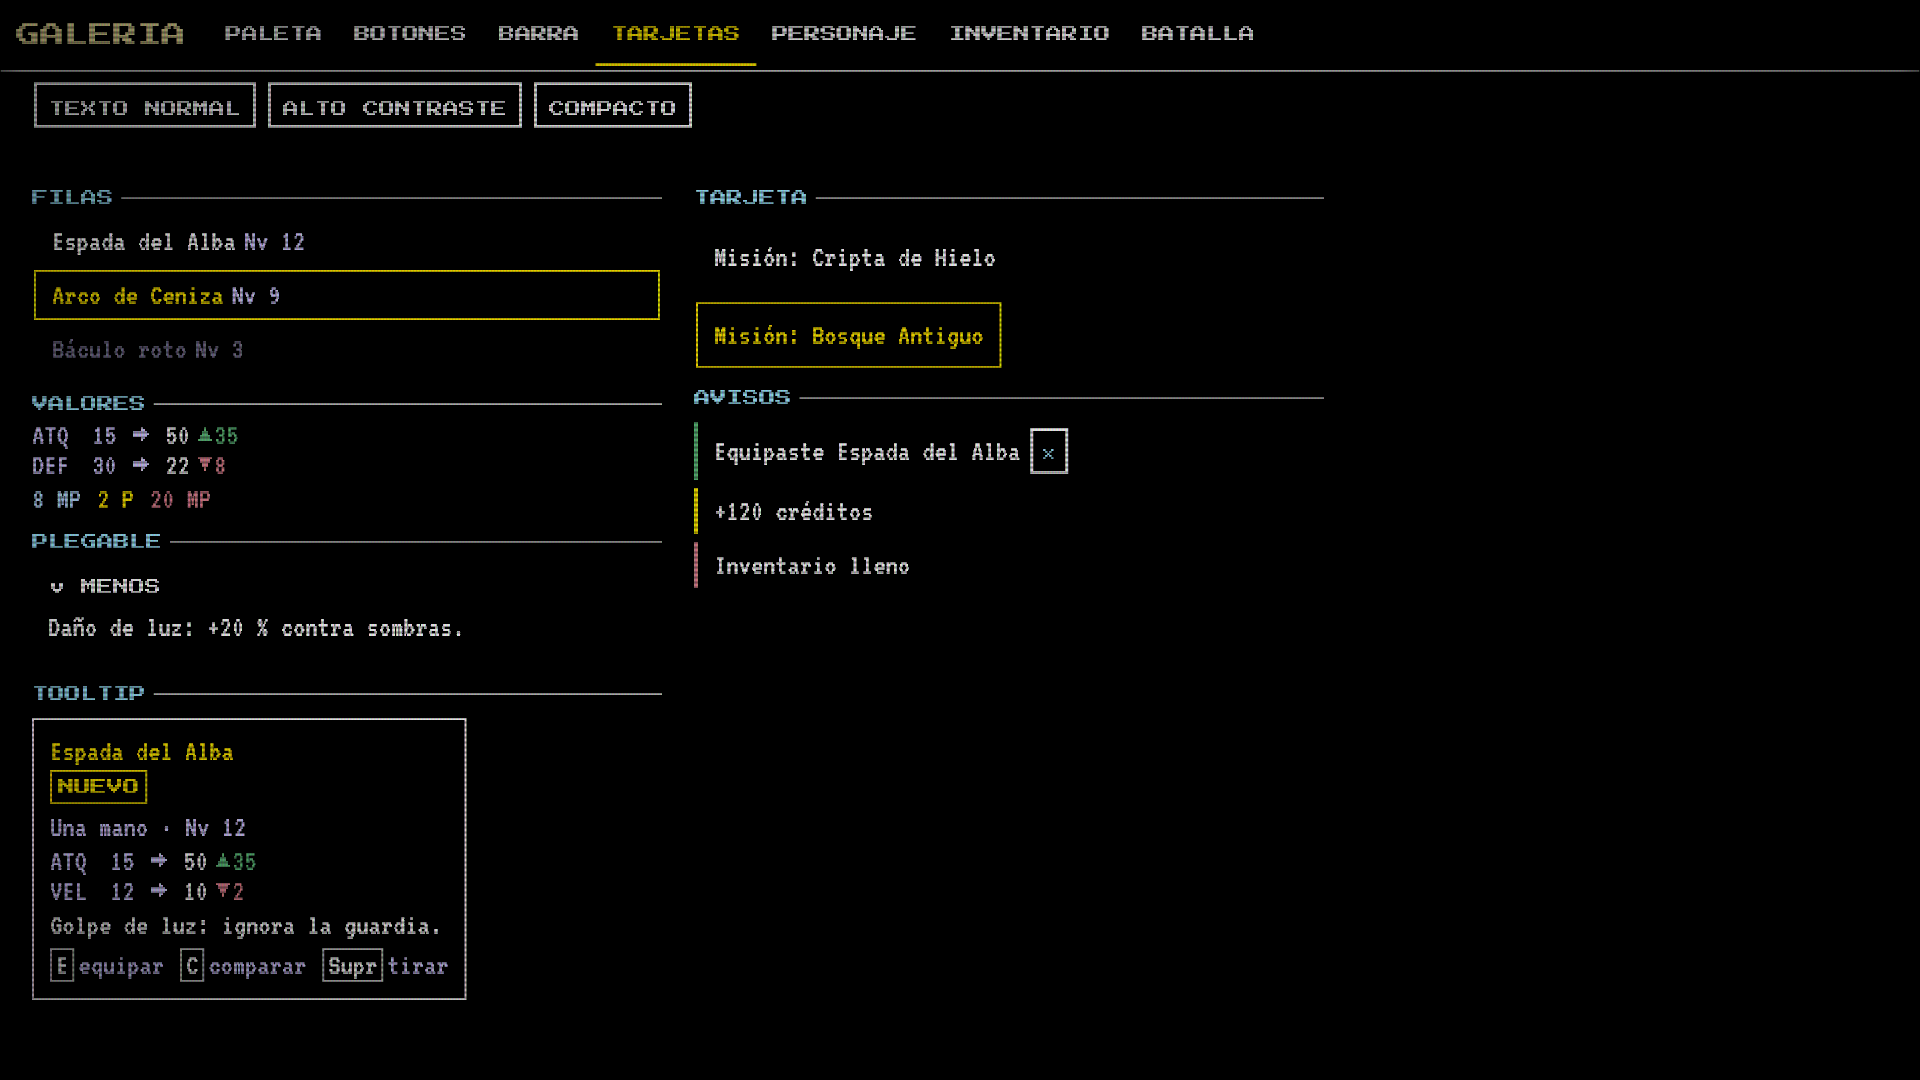 GALERIA PALETA BOTONES BARRA TARJETAS PERSONAJE INVENTARIO BATALLA
TEXTO NORMAL ALTO CONTRASTE COMPACTO
FILAS
Espada del Alba Nv 12
Arco de Ceniza Nv 9
Báculo roto Nv 3
VALORES
ATQ 15 → 50 ▲35
DEF 30 → 22 ▼8
8 MP 2 P 20 MP
PLEGABLE
v MENOS
Daño de luz: +20 % contra sombras.
TOOLTIP
Espada del Alba
NUEVO
Una mano · Nv 12
ATQ 15 → 50 ▲35
VEL 12 → 10 ▼2
Golpe de luz: ignora la guardia.
E equipar C comparar Supr tirar
TARJETA
Misión: Cripta de Hielo
Misión: Bosque Antiguo
AVISOS
Equipaste Espada del Alba ×
+120 créditos
Inventario lleno